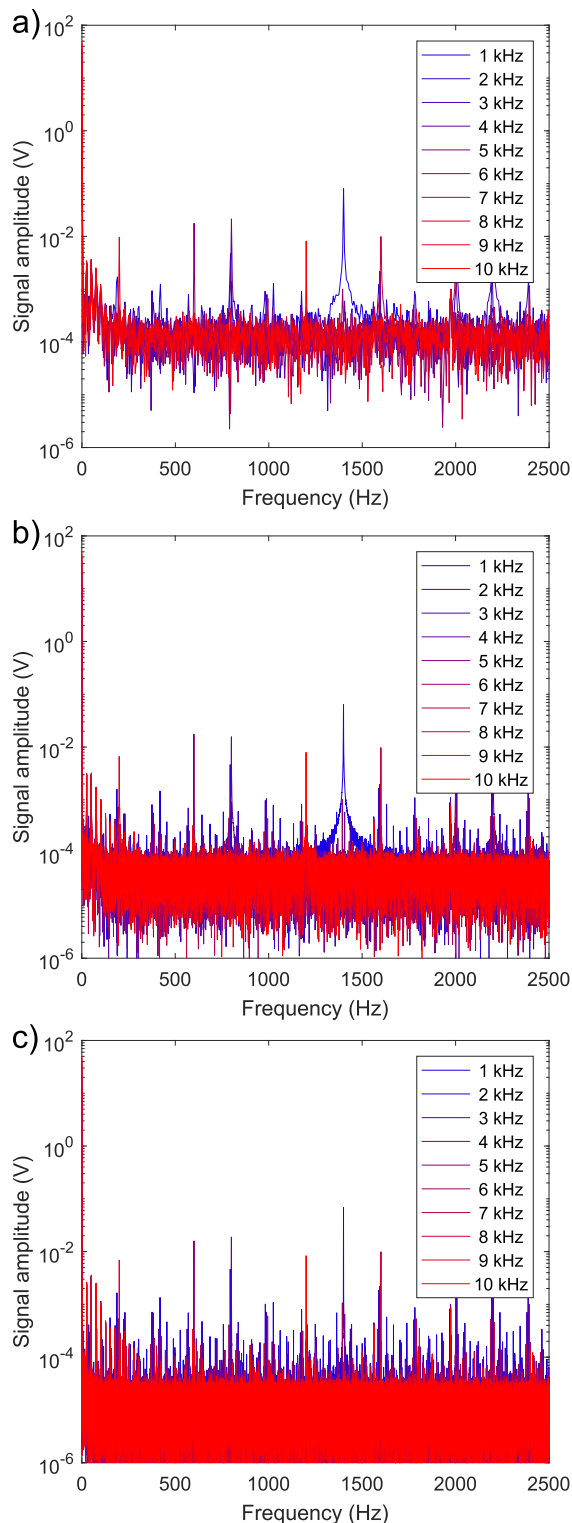 a)
10^2
10^0
10^-2
10^-4
10^-6
Signal amplitude (V)
1 kHz
2 kHz
3 kHz
4 kHz
5 kHz
6 kHz
7 kHz
8 kHz
9 kHz
10 kHz
0 500 1000 1500 2000 2500
Frequency (Hz)
b)
10^2
10^0
10^-2
10^-4
10^-6
Signal amplitude (V)
1 kHz
2 kHz
3 kHz
4 kHz
5 kHz
6 kHz
7 kHz
8 kHz
9 kHz
10 kHz
0 500 1000 1500 2000 2500
Frequency (Hz)
c)
10^2
10^0
10^-2
10^-4
10^-6
Signal amplitude (V)
1 kHz
2 kHz
3 kHz
4 kHz
5 kHz
6 kHz
7 kHz
8 kHz
9 kHz
10 kHz
0 500 1000 1500 2000 2500
Frequency (Hz)